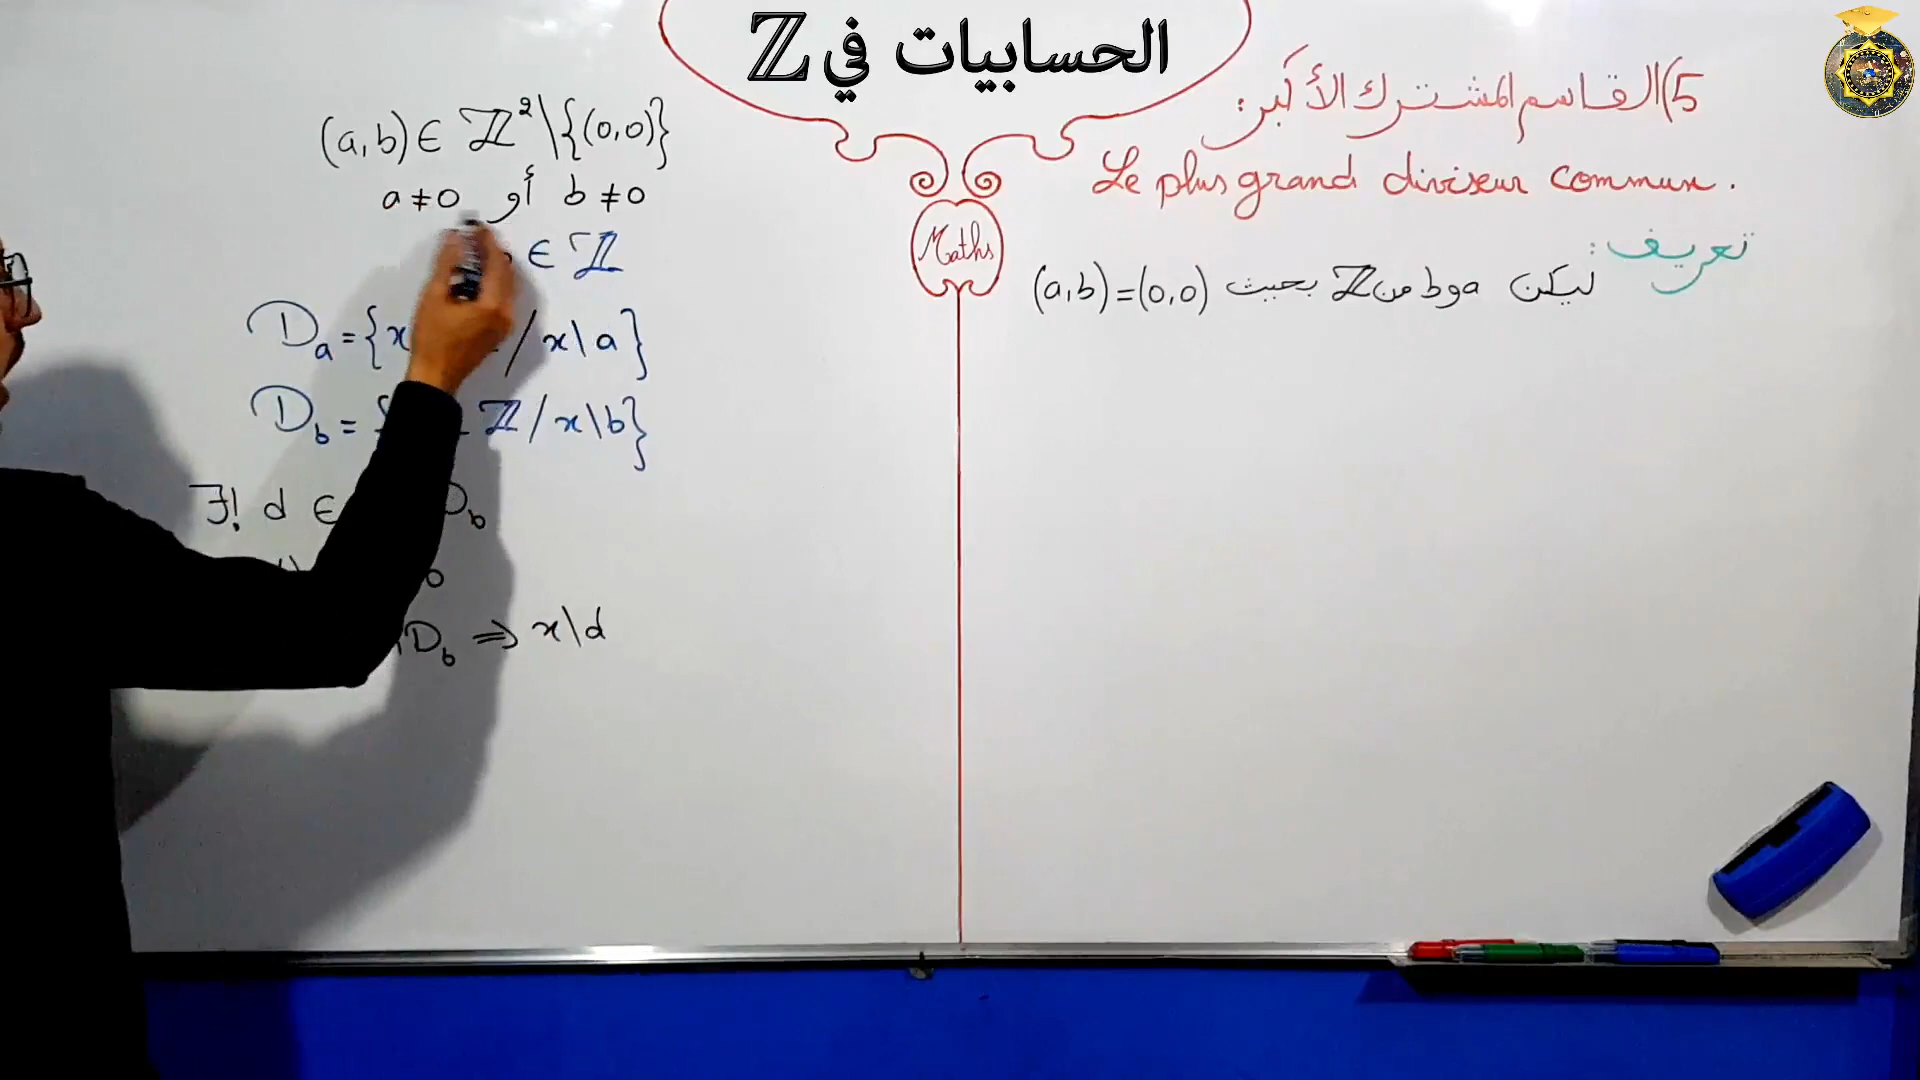 الحسابيات في ℤ
5) القاسم المشترك الأكبر:
Le plus grand diviseur commun.
تعريف:
ليكن a و b من ℤ بحيث (a,b)=(0,0)
Maths
(a,b) ∈ ℤ² \ {(0,0)}
a ≠ 0 أو b ≠ 0
∈ ℤ
D_a = {x / x\a}
D_b = { ℤ / x\b}
∃! d ∈ D_b
0
D_b ⇒ x\d